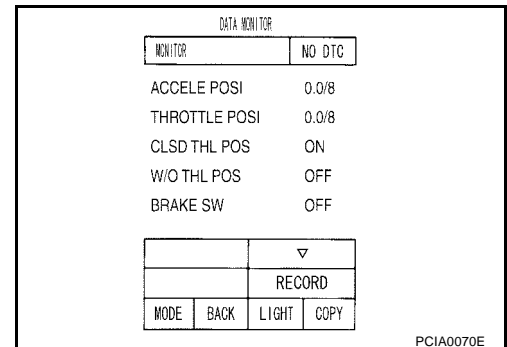 DATA MONITOR
MONITOR NO DTC
ACCELE POSI 0.0/8
THROTTLE POSI 0.0/8
CLSD THL POS ON
W/O THL POS OFF
BRAKE SW OFF
▽
RECORD
MODE BACK LIGHT COPY
PCIA0070E